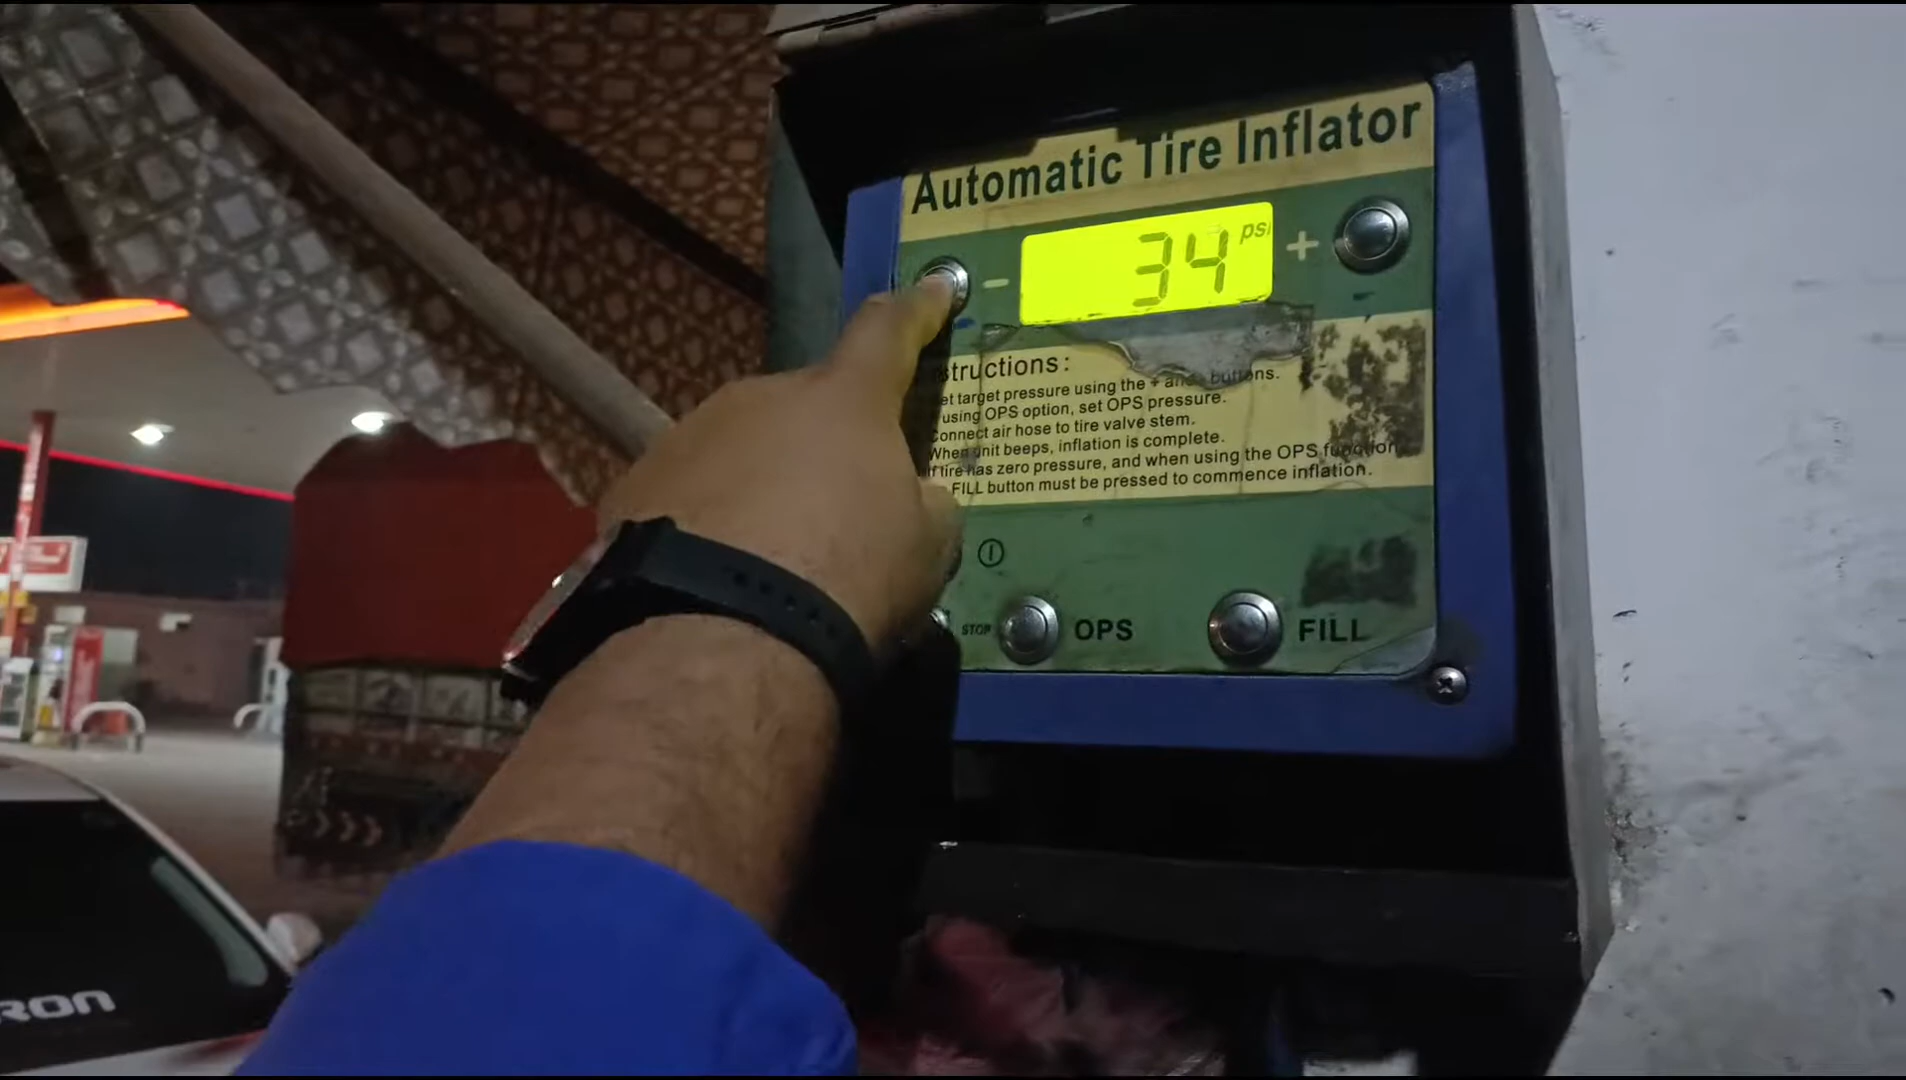 Automatic Tire Inflator
- 34 psi +
structions:
et target pressure using the + and - buttons.
using OPS option, set OPS pressure.
Connect air hose to tire valve stem.
When unit beeps, inflation is complete.
If tire has zero pressure, and when using the OPS function,
FILL button must be pressed to commence inflation.
STOP OPS FILL
RON